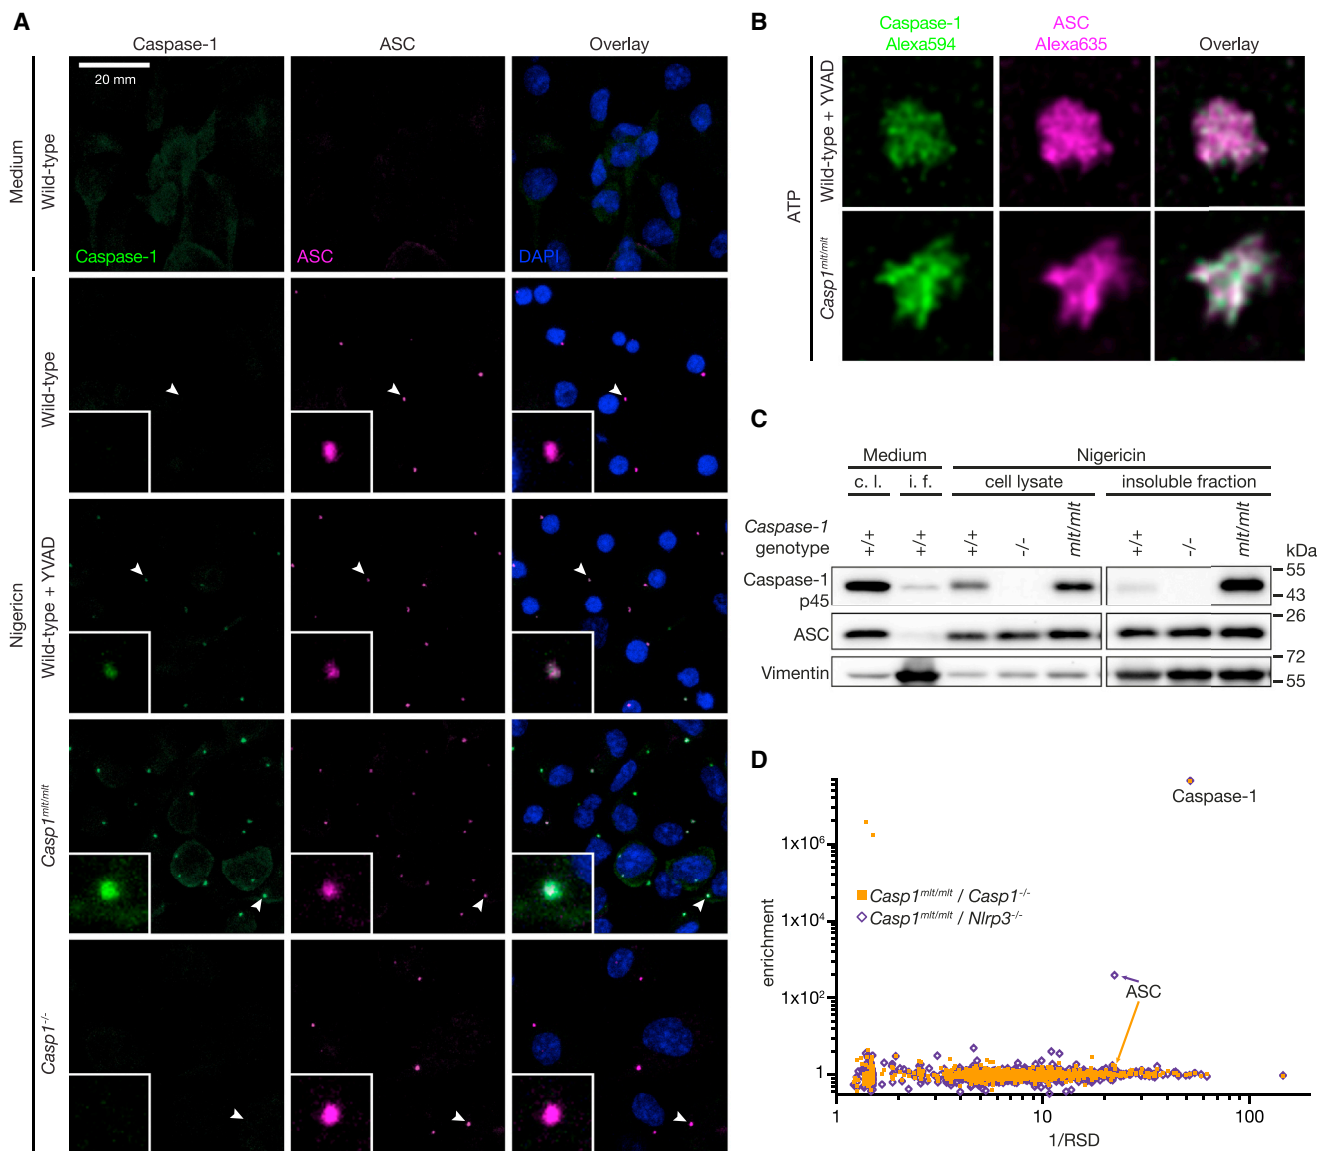 A
Caspase-1
ASC
Overlay
Medium
Wild-type
20 mm
Caspase-1
ASC
DAPI
Nigericin
Wild-type
Wild-type + YVAD
Casp1mlt/mlt
Casp1-/-
B
Caspase-1
Alexa594
ASC
Alexa635
Overlay
ATP
Wild-type + YVAD
Casp1mlt/mlt
C
Medium
Nigericin
c. l.
i. f.
cell lysate
insoluble fraction
Caspase-1
genotype
+/+
+/+
+/+
-/-
mlt/mlt
+/+
-/-
mlt/mlt
kDa
Caspase-1
p45
55
43
ASC
26
Vimentin
72
55
D
enrichment
1x106
1x104
1x102
1
Caspase-1
Casp1mlt/mlt / Casp1-/-
Casp1mlt/mlt / Nlrp3-/-
ASC
1
10
100
1/RSD